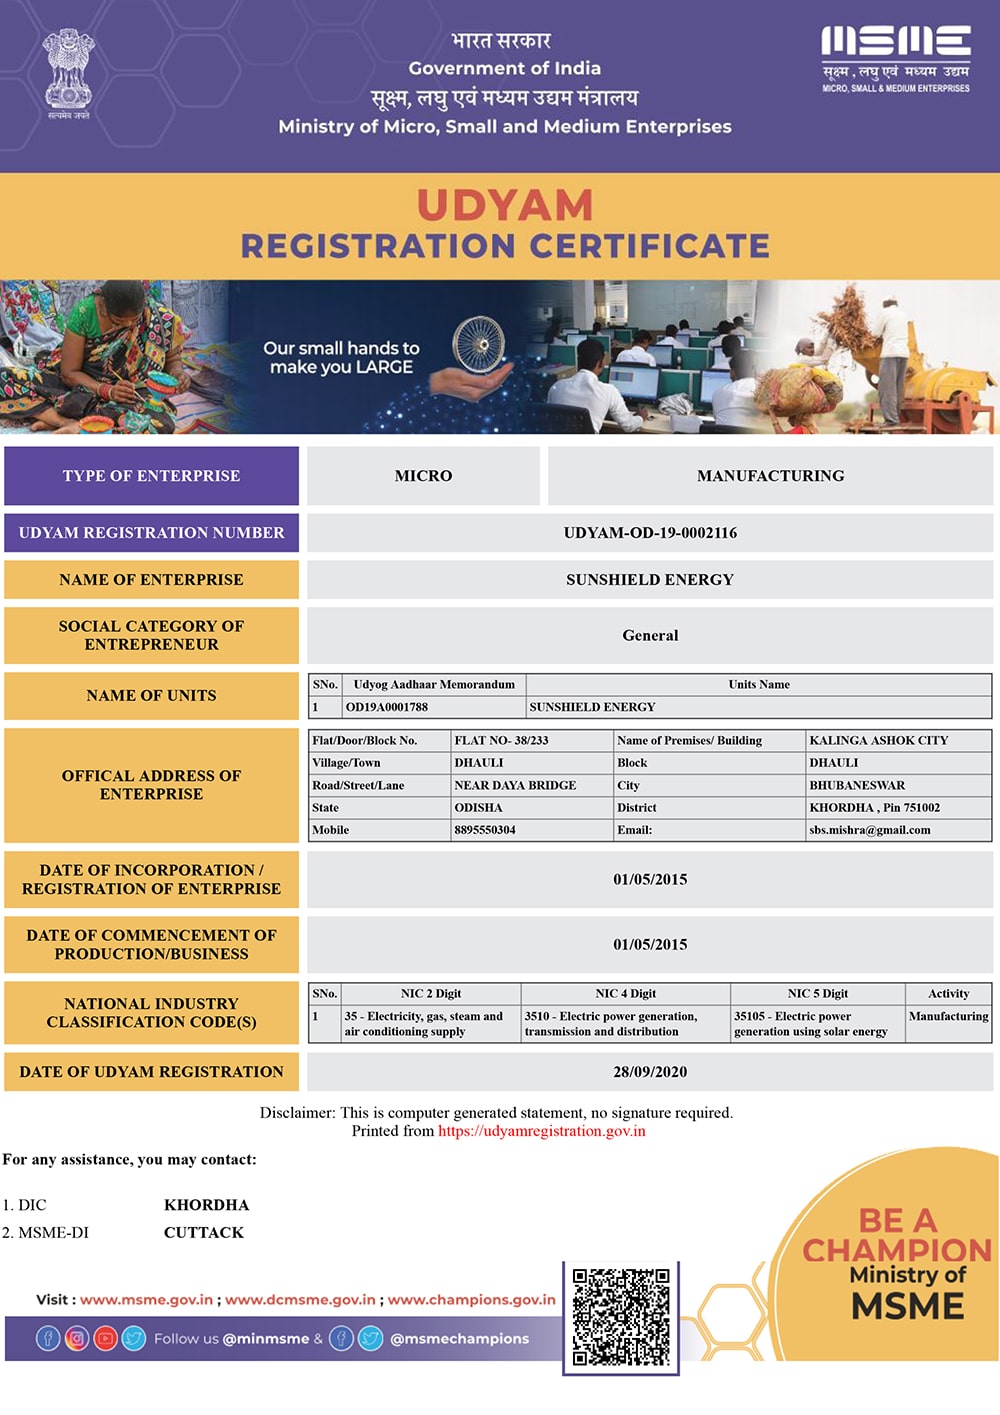 सत्यमेव जयते
भारत सरकार
Government of India
सूक्ष्म, लघु एवं मध्यम उद्यम मंत्रालय
Ministry of Micro, Small and Medium Enterprises
MSME
सूक्ष्म, लघु एवं मध्यम उद्यम
MICRO, SMALL & MEDIUM ENTERPRISES
UDYAM
REGISTRATION CERTIFICATE
Our small hands to
make you LARGE
TYPE OF ENTERPRISE MICRO MANUFACTURING
UDYAM REGISTRATION NUMBER UDYAM-OD-19-0002116
NAME OF ENTERPRISE SUNSHIELD ENERGY
SOCIAL CATEGORY OF
ENTREPRENEUR
General
NAME OF UNITS
SNo. Udyog Aadhaar Memorandum Units Name
1 OD19A0001788 SUNSHIELD ENERGY
OFFICAL ADDRESS OF
ENTERPRISE
Flat/Door/Block No. FLAT NO- 38/233 Name of Premises/ Building KALINGA ASHOK CITY
Village/Town DHAULI Block DHAULI
Road/Street/Lane NEAR DAYA BRIDGE City BHUBANESWAR
State ODISHA District KHORDHA , Pin 751002
Mobile 8895550304 Email: sbs.mishra@gmail.com
DATE OF INCORPORATION /
REGISTRATION OF ENTERPRISE
01/05/2015
DATE OF COMMENCEMENT OF
PRODUCTION/BUSINESS
01/05/2015
NATIONAL INDUSTRY
CLASSIFICATION CODE(S)
SNo. NIC 2 Digit NIC 4 Digit NIC 5 Digit Activity
1 35 - Electricity, gas, steam and 3510 - Electric power generation, 35105 - Electric power Manufacturing
air conditioning supply transmission and distribution generation using solar energy
DATE OF UDYAM REGISTRATION 28/09/2020
Disclaimer: This is computer generated statement, no signature required.
Printed from https://udyamregistration.gov.in
For any assistance, you may contact:
1. DIC KHORDHA
2. MSME-DI CUTTACK
BE A
CHAMPION
Ministry of
MSME
Visit : www.msme.gov.in ; www.dcmsme.gov.in ; www.champions.gov.in
Follow us @minmsme & @msmechampions